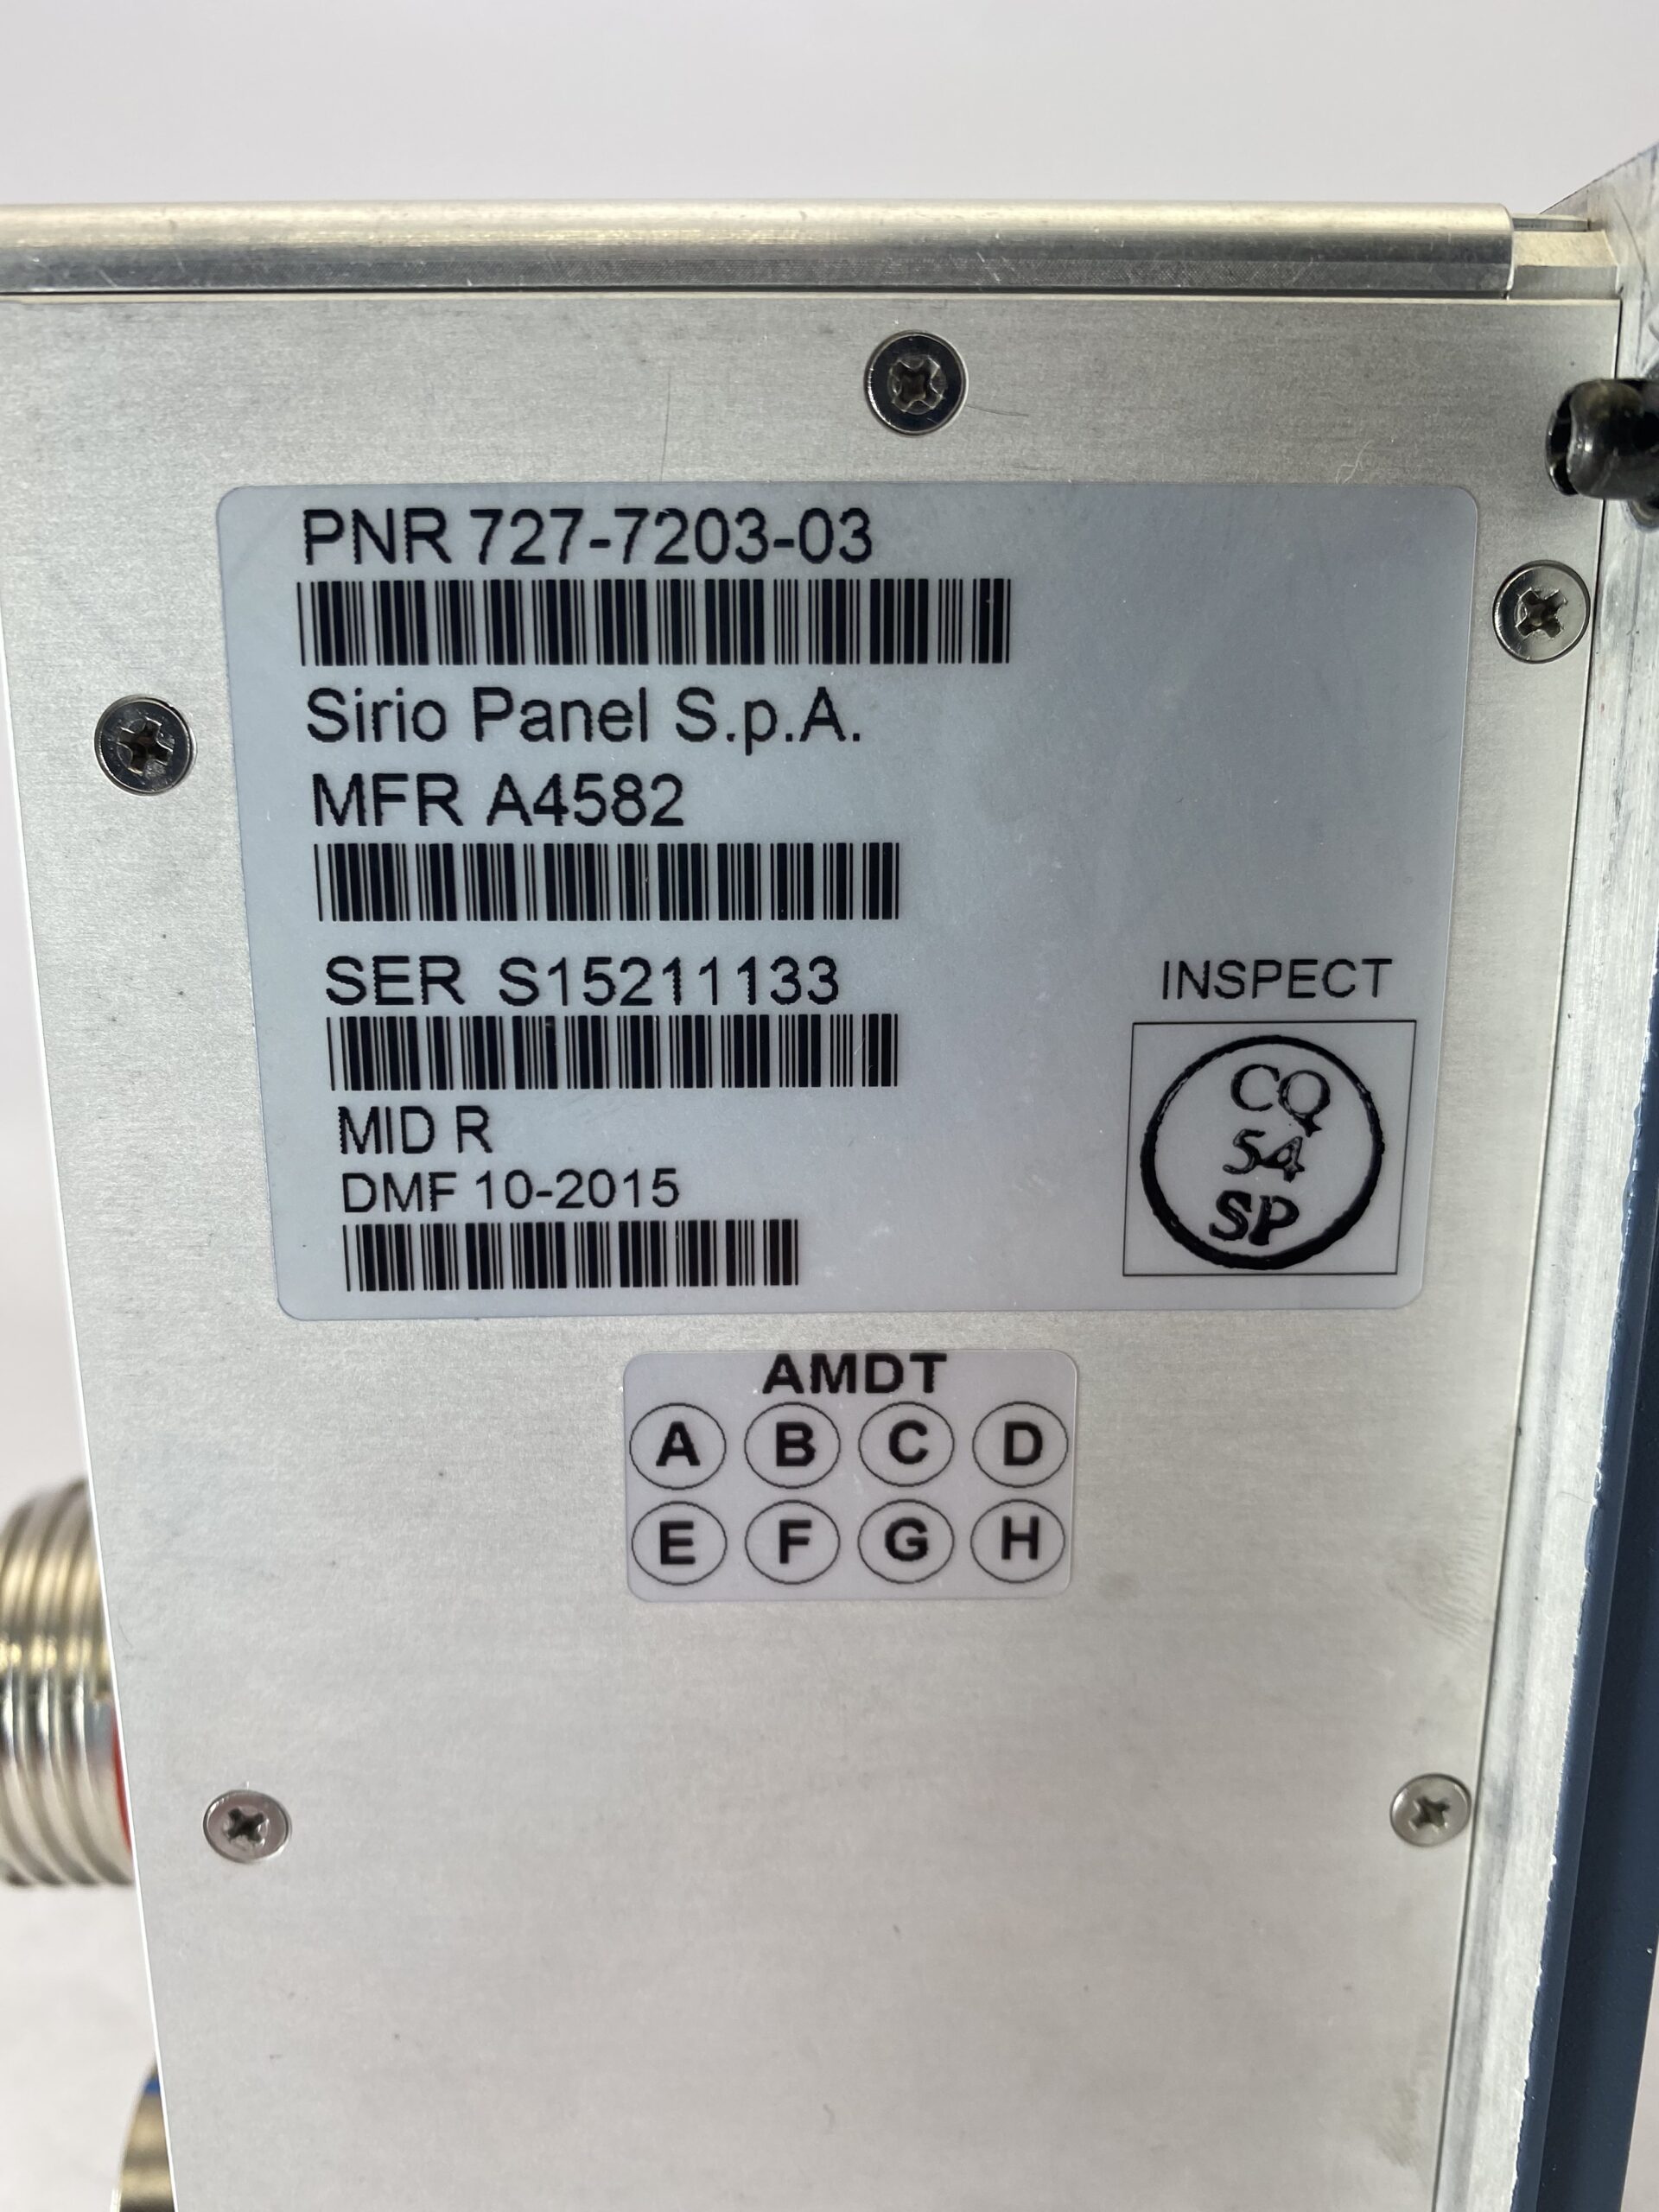 PNR 727-7203-03
Sirio Panel S.p.A.
MFR A4582
SER S15211133
MID R
DMF 10-2015
INSPECT
CQ
54
SP
AMDT
A B C D
E F G H